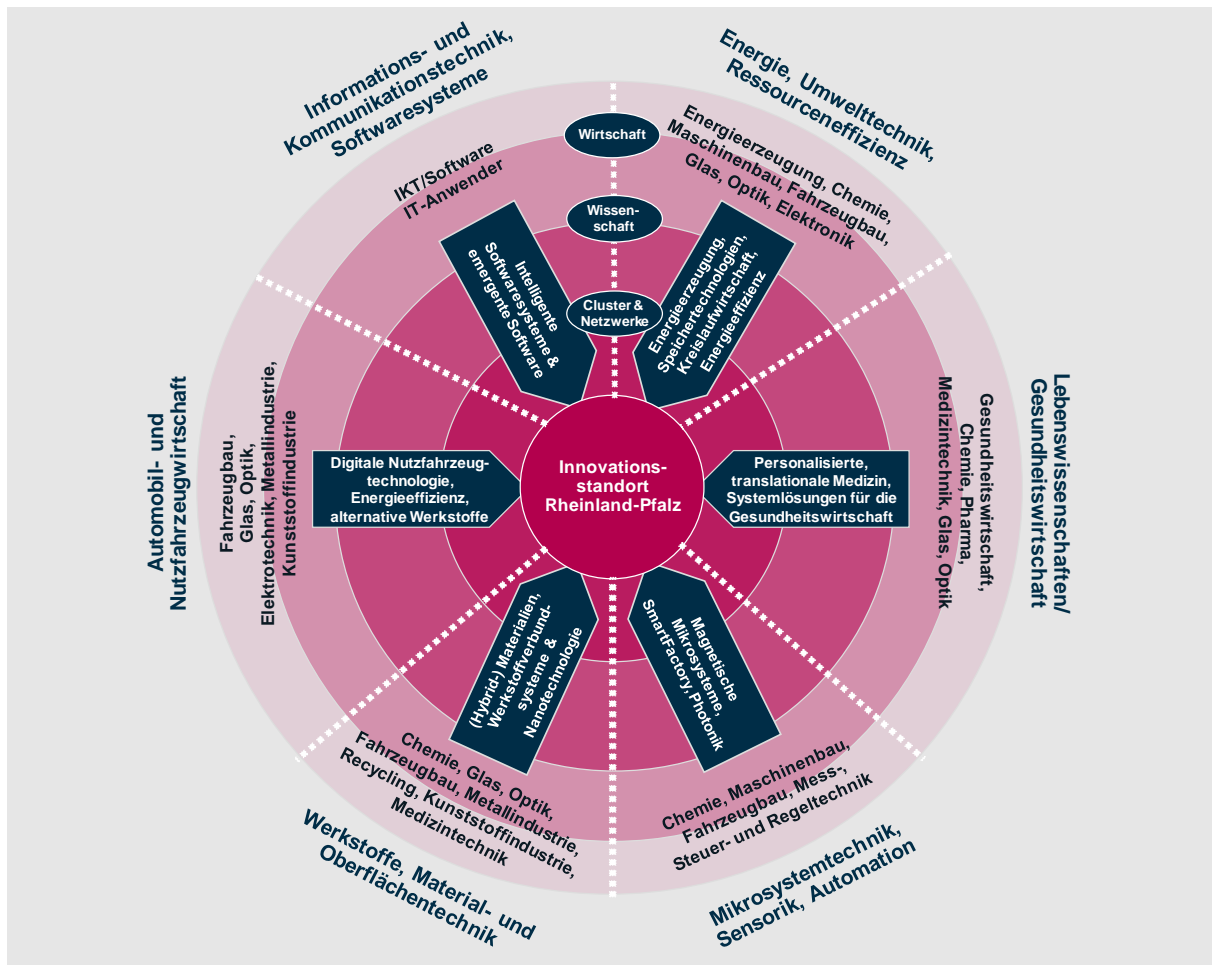 Informations- und
Kommunikationstechnik,
Softwaresysteme
Energie, Umwelttechnik,
Ressourceneffizienz
Wirtschaft
Wissen-
schaft
Cluster &
Netzwerke
IKT/Software
IT-Anwender
Energieerzeugung, Chemie,
Maschinenbau, Fahrzeugbau,
Glas, Optik, Elektronik
Intelligente
Softwaresysteme &
emergente Software
Energieerzeugung,
Speichertechnologien,
Kreislaufwirtschaft,
Energieeffizienz
Automobil- und
Nutzfahrzeugwirtschaft
Fahrzeugbau,
Glas, Optik,
Elektrotechnik, Metallindustrie,
Kunststoffindustrie
Digitale Nutzfahrzeug-
technologie,
Energieeffizienz,
alternative Werkstoffe
Innovations-
standort
Rheinland-Pfalz
Personalisierte,
translationale Medizin,
Systemlösungen für die
Gesundheitswirtschaft
Gesundheitswirtschaft,
Chemie, Pharma,
Medizintechnik, Glas, Optik
Lebenswissenschaften/
Gesundheitswirtschaft
(Hybrid-) Materialien,
Werkstoffverbund-
systeme &
Nanotechnologie
Magnetische
Mikrosysteme,
SmartFactory, Photonik
Chemie, Glas, Optik,
Fahrzeugbau, Metallindustrie,
Recycling, Kunststoffindustrie,
Medizintechnik
Chemie, Maschinenbau,
Fahrzeugbau, Mess-,
Steuer- und Regeltechnik
Werkstoffe, Material- und
Oberflächentechnik
Mikrosystemtechnik,
Sensorik, Automation